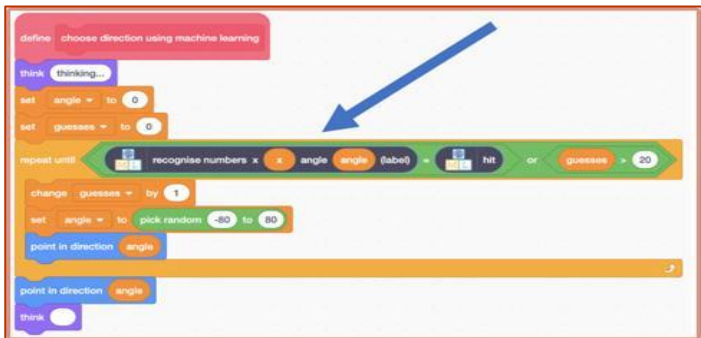 define choose direction using machine learning
think thinking...
set angle to 0
set guesses to 0
repeat until recognise numbers x x angle angle (label) = hit or guesses > 20
change guesses by 1
set angle to pick random -80 to 80
point in direction angle
point in direction angle
think